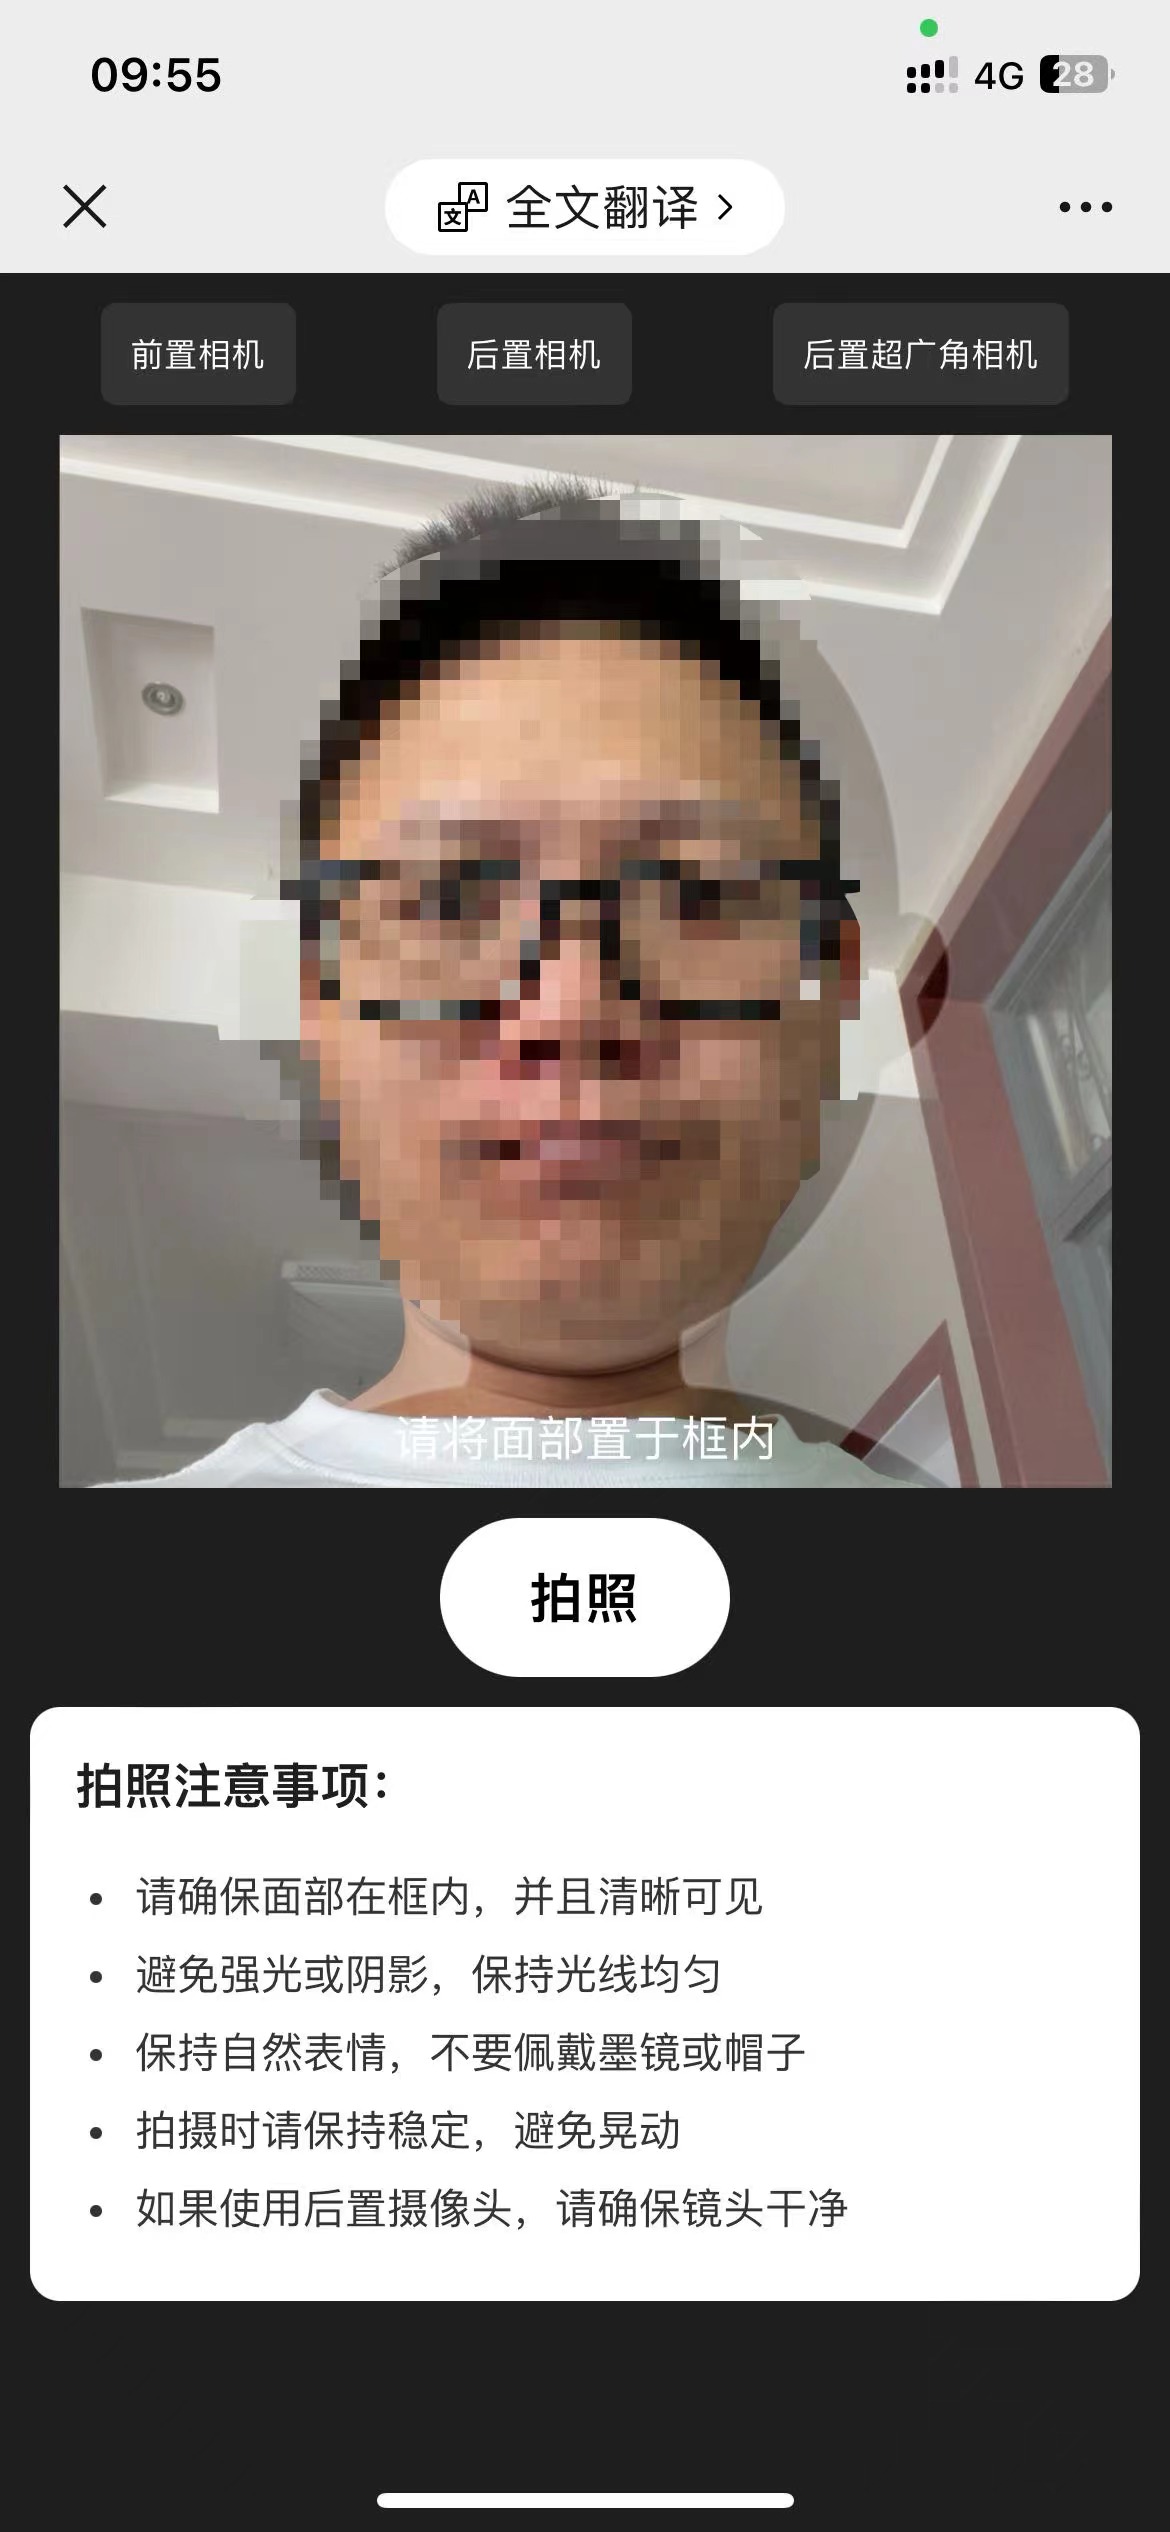 09:55
4G 28
全文翻译
前置相机 后置相机 后置超广角相机
请将面部置于框内
拍照
拍照注意事项：
请确保面部在框内，并且清晰可见
避免强光或阴影，保持光线均匀
保持自然表情，不要佩戴墨镜或帽子
拍摄时请保持稳定，避免晃动
如果使用后置摄像头，请确保镜头干净